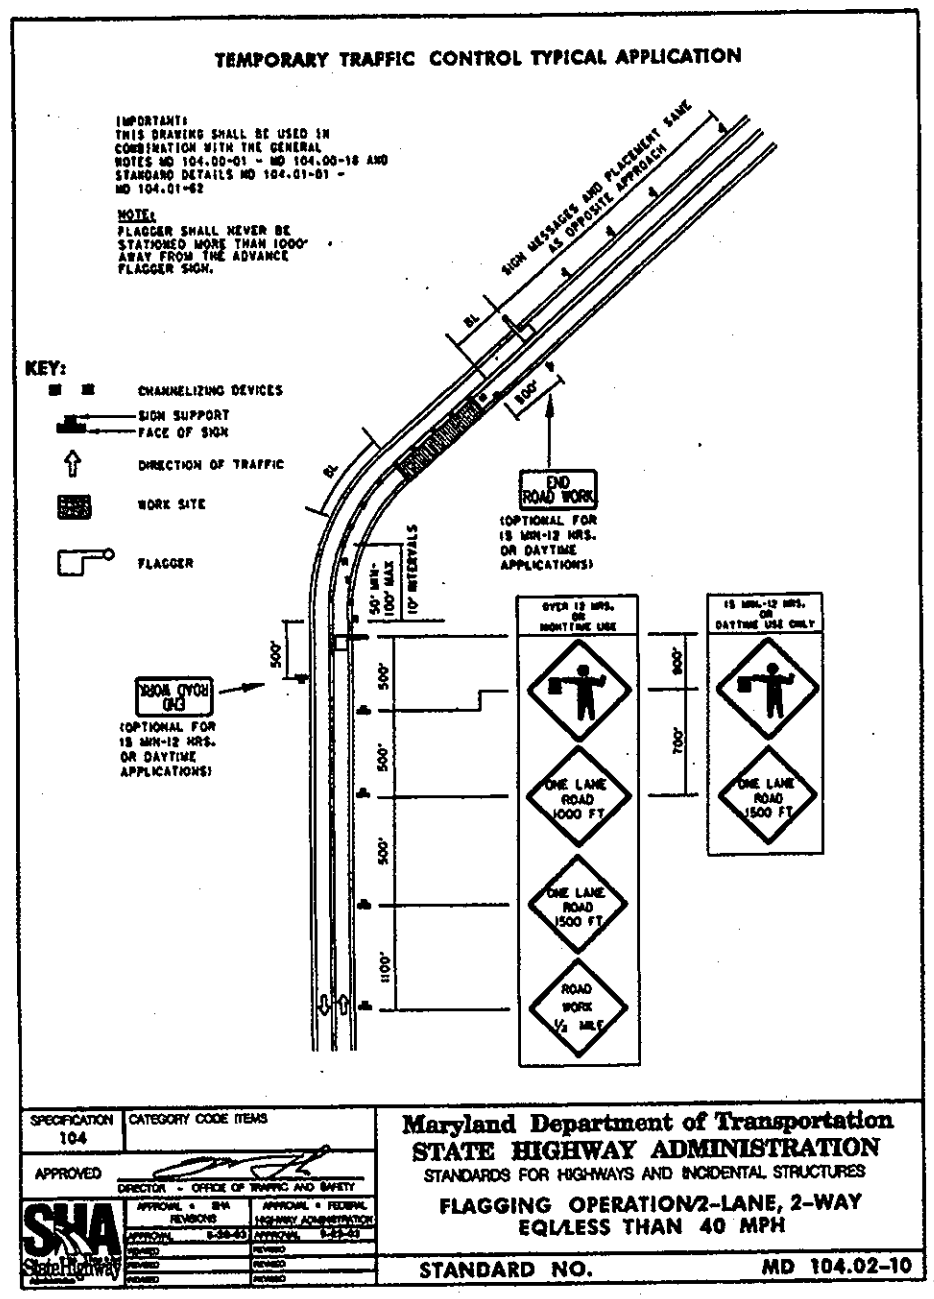 TEMPORARY TRAFFIC CONTROL TYPICAL APPLICATION
IMPORTANT:
THIS DRAWING SHALL BE USED IN
COMBINATION WITH THE GENERAL
NOTES MD 104.00-01 - MD 104.00-18 AND
STANDARD DETAILS MD 104.01-01 -
MD 104.01-62
NOTE:
FLAGGER SHALL NEVER BE
STATIONED MORE THAN 1000'
AWAY FROM THE ADVANCE
FLAGGER SIGN.
SIGN MESSAGES AND PLACEMENT SAME
AS OPPOSITE APPROACH
BL
KEY:
CHANNELIZING DEVICES
SIGN SUPPORT
FACE OF SIGN
DIRECTION OF TRAFFIC
WORK SITE
FLAGGER
BL
END
ROAD WORK
(OPTIONAL FOR
15 MIN-12 HRS.
OR DAYTIME
APPLICATIONS)
50' MIN-
100' MAX
10' INTERVALS
500'
END
ROAD WORK
(OPTIONAL FOR
15 MIN-12 HRS.
OR DAYTIME
APPLICATIONS)
500'
500'
500'
1100'
OVER 12 HRS.
OR
NIGHTTIME USE
ONE LANE
ROAD
1000 FT
ONE LANE
ROAD
1500 FT
ROAD
WORK
1/2 MILE
700'
15 MIN.-12 HRS.
OR
DAYTIME USE ONLY
ONE LANE
ROAD
1500 FT
SPECIFICATION
104
CATEGORY CODE ITEMS
APPROVED
DIRECTOR - OFFICE OF TRAFFIC AND SAFETY
SHA
State Highway
Administration
APPROVAL • SHA
REVISIONS
APPROVAL • FEDERAL
HIGHWAY ADMINISTRATION
APPROVAL
APPROVAL
REVISED
REVISED
REVISED
REVISED
REVISED
REVISED
Maryland Department of Transportation
STATE HIGHWAY ADMINISTRATION
STANDARDS FOR HIGHWAYS AND INCIDENTAL STRUCTURES
FLAGGING OPERATION/2-LANE, 2-WAY
EQL/LESS THAN 40 MPH
STANDARD NO.
MD 104.02-10